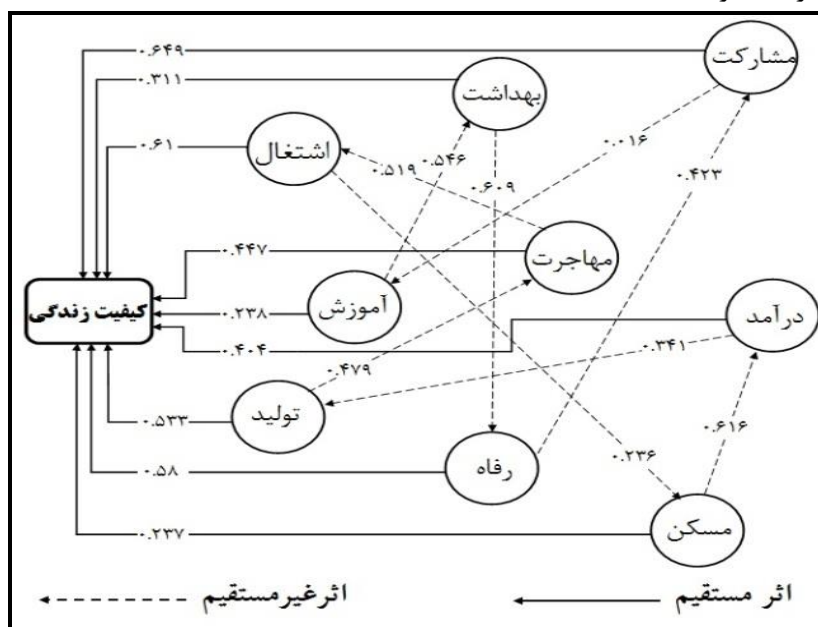 مشارکت
۰.۶۴۹
بهداشت
۰.۳۱۱
اشتغال
۰.۶۱
۰.۵۱۹
۰.۵۴۶
۰.۶۰۹
۰.۰۱۶
۰.۴۲۳
مهاجرت
۰.۴۴۷
کیفیت زندگی
آموزش
۰.۲۳۸
درآمد
۰.۴۰۴
۰.۳۴۱
۰.۴۷۹
تولید
۰.۵۳۳
رفاه
۰.۵۸
۰.۲۳۶
۰.۶۱۶
مسکن
۰.۲۳۷
اثر مستقیم
اثرغیرمستقیم